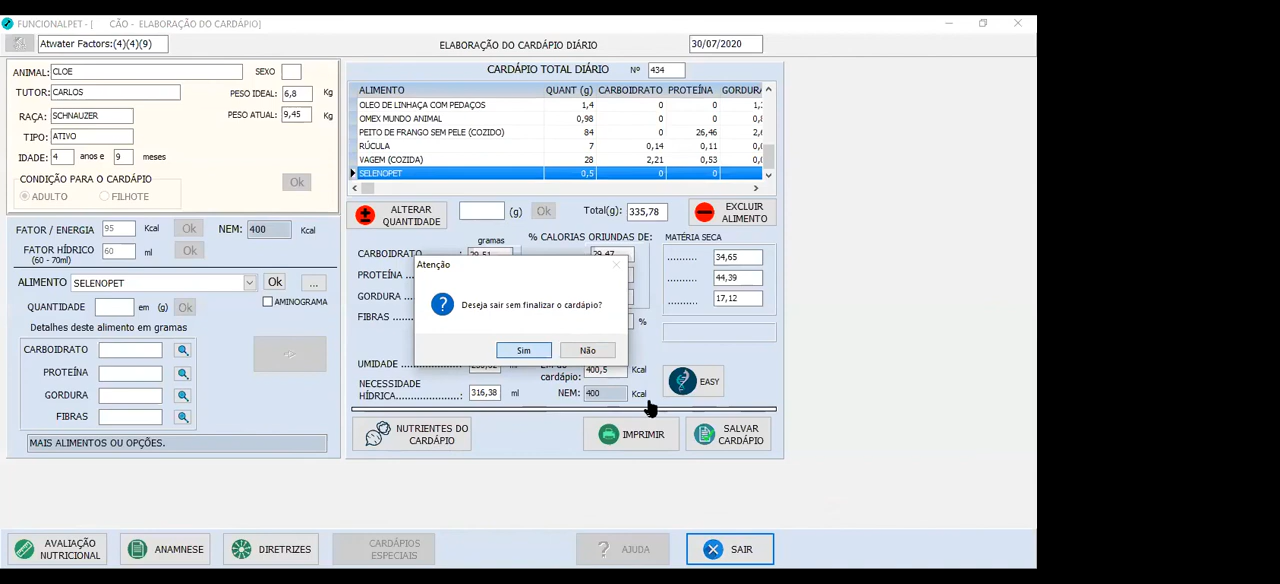 FUNCIONALPET - [ CÃO - ELABORAÇÃO DO CARDÁPIO]
Atwater Factors:(4)(4)(9)
ELABORAÇÃO DO CARDÁPIO DIÁRIO
30/07/2020
ANIMAL: CLOE SEXO
TUTOR: CARLOS PESO IDEAL: 6,8 Kg
RAÇA: SCHNAUZER PESO ATUAL: 9,45 Kg
TIPO: ATIVO
IDADE: 4 anos e 9 meses
CONDIÇÃO PARA O CARDÁPIO
ADULTO FILHOTE
Ok
FATOR / ENERGIA 95 Kcal Ok NEM: 400 Kcal
FATOR HÍDRICO 60 ml Ok
(60 - 70ml)
ALIMENTO SELENOPET Ok ...
QUANTIDADE em (g) Ok AMINOGRAMA
Detalhes deste alimento em gramas
CARBOIDRATO
PROTEÍNA
GORDURA
FIBRAS
MAIS ALIMENTOS OU OPÇÕES.
CARDÁPIO TOTAL DIÁRIO Nº 434
ALIMENTO QUANT (g) CARBOIDRATO PROTEÍNA GORDURA
OLEO DE LINHAÇA COM PEDAÇOS 1,4 0 0
OMEX MUNDO ANIMAL 0,98 0 0
PEITO DE FRANGO SEM PELE (COZIDO) 84 0 26,46
RÚCULA 7 0,14 0,11
VAGEM (COZIDA) 28 2,21 0,53
SELENOPET 0,5 0 0
ALTERAR QUANTIDADE (g) Ok Total(g): 335,78 EXCLUIR ALIMENTO
gramas % CALORIAS ORIUNDAS DE: MATÉRIA SECA
CARBOIDRATO : 29,51 29,47 .......... 34,65
PROTEÍNA .......... 44,39
GORDURA .......... 17,12
FIBRAS %
Atenção
Deseja sair sem finalizar o cardápio?
Sim Não
UMIDADE
cardápio: 400,5 Kcal
NECESSIDADE
HÍDRICA...................: 316,38 ml NEM: 400 Kcal
EASY
NUTRIENTES DO CARDÁPIO
IMPRIMIR
SALVAR CARDÁPIO
AVALIAÇÃO NUTRICIONAL
ANAMNESE
DIRETRIZES
CARDÁPIOS ESPECIAIS
? AJUDA
SAIR